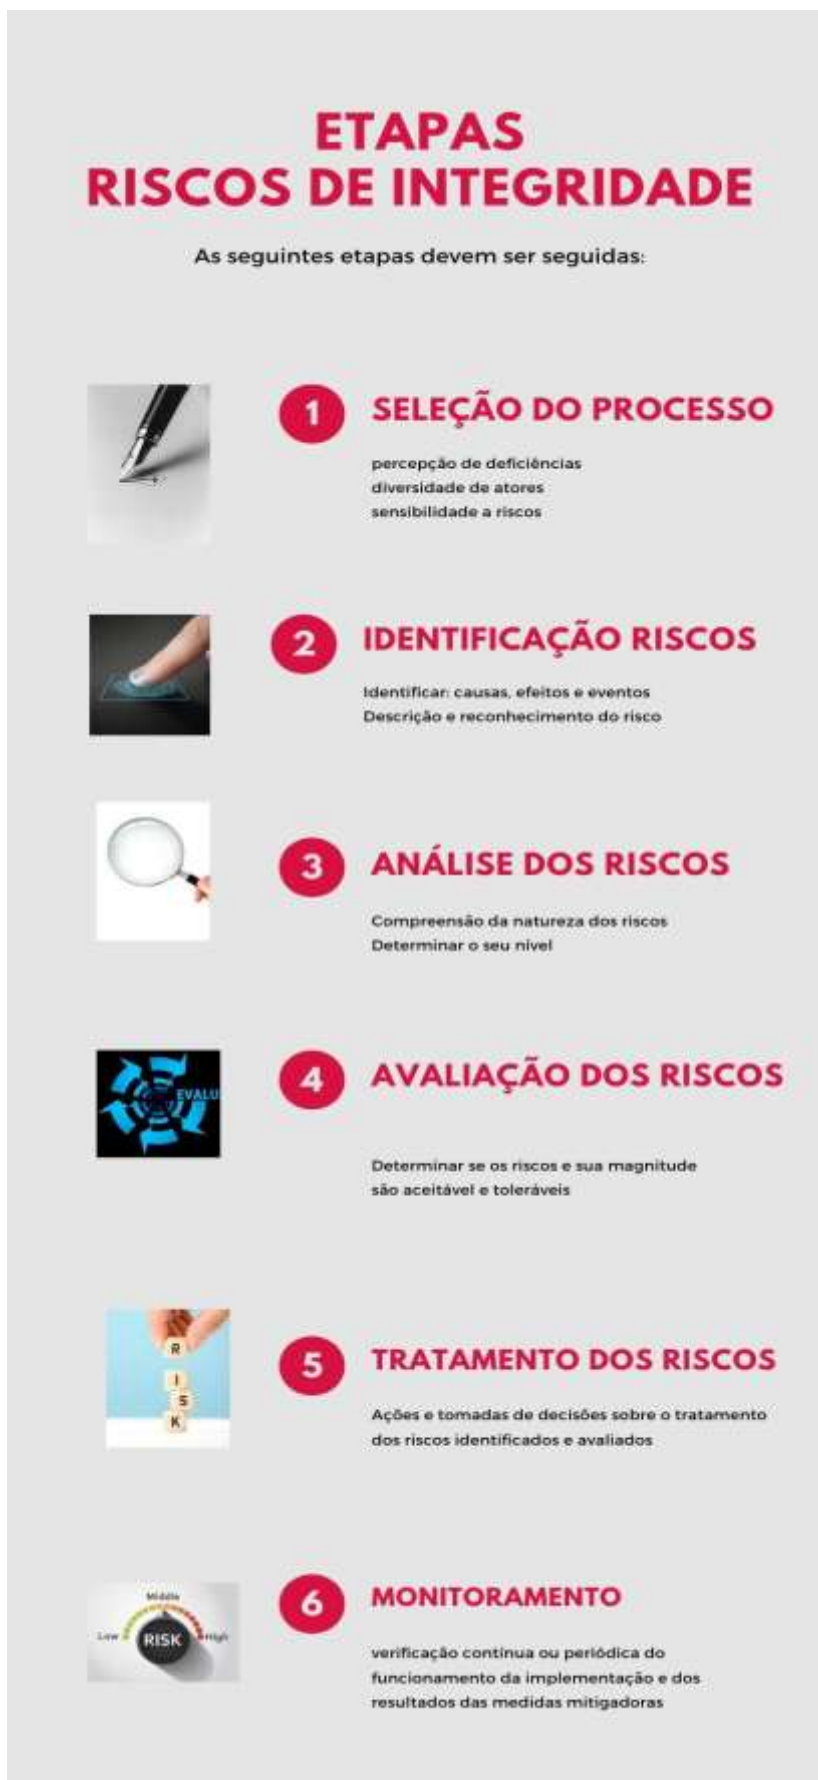 ETAPAS
RISCOS DE INTEGRIDADE
As seguintes etapas devem ser seguidas:
1
SELEÇÃO DO PROCESSO
percepção de deficiências
diversidade de atores
sensibilidade a riscos
2
IDENTIFICAÇÃO RISCOS
Identificar: causas, efeitos e eventos
Descrição e reconhecimento do risco
3
ANÁLISE DOS RISCOS
Compreensão da natureza dos riscos
Determinar o seu nível
EVALU
4
AVALIAÇÃO DOS RISCOS
Determinar se os riscos e sua magnitude
são aceitável e toleráveis
R
I
S
K
5
TRATAMENTO DOS RISCOS
Ações e tomadas de decisões sobre o tratamento
dos riscos identificados e avaliados
Middle
Low
High
RISK
6
MONITORAMENTO
verificação contínua ou periódica do
funcionamento da implementação e dos
resultados das medidas mitigadoras